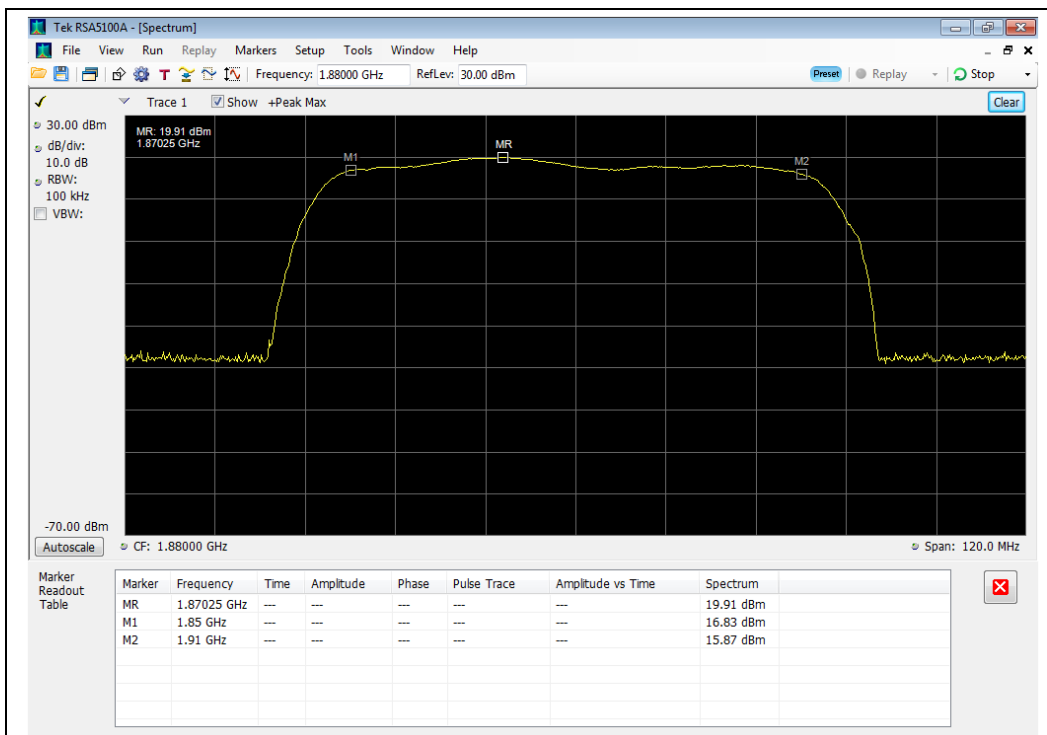 Tek RSA5100A - [Spectrum]
File View Run Replay Markers Setup Tools Window Help
T Frequency: 1.88000 GHz RefLev: 30.00 dBm Preset Replay Stop
Trace 1 Show +Peak Max Clear
30.00 dBm
dB/div:
10.0 dB
RBW:
100 kHz
VBW:
MR: 19.91 dBm
1.87025 GHz
M1
MR
M2
-70.00 dBm
Autoscale CF: 1.88000 GHz Span: 120.0 MHz
Marker
Readout
Table
Marker Frequency Time Amplitude Phase Pulse Trace Amplitude vs Time Spectrum
MR 1.87025 GHz --- --- --- --- --- 19.91 dBm
M1 1.85 GHz --- --- --- --- --- 16.83 dBm
M2 1.91 GHz --- --- --- --- --- 15.87 dBm